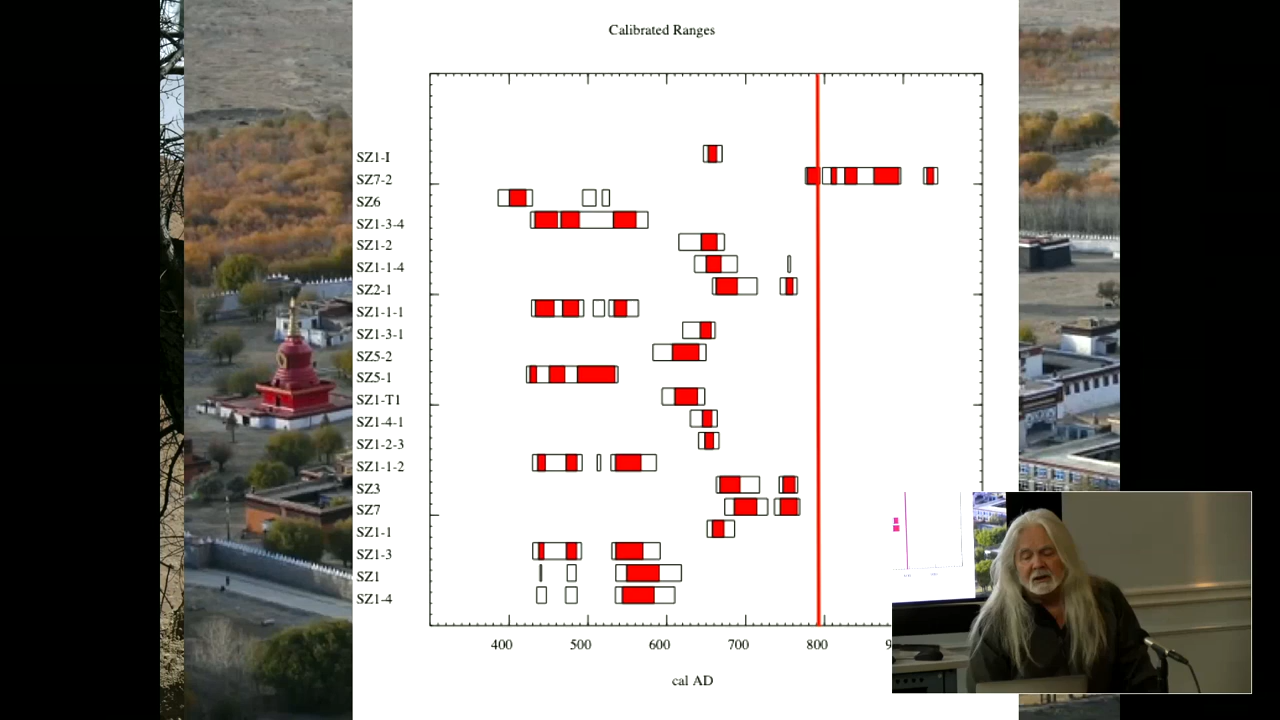 Calibrated Ranges
SZ1-I
SZ7-2
SZ6
SZ1-3-4
SZ1-2
SZ1-1-4
SZ2-1
SZ1-1-1
SZ1-3-1
SZ5-2
SZ5-1
SZ1-T1
SZ1-4-1
SZ1-2-3
SZ1-1-2
SZ3
SZ7
SZ1-1
SZ1-3
SZ1
SZ1-4
400 500 600 700 800
cal AD